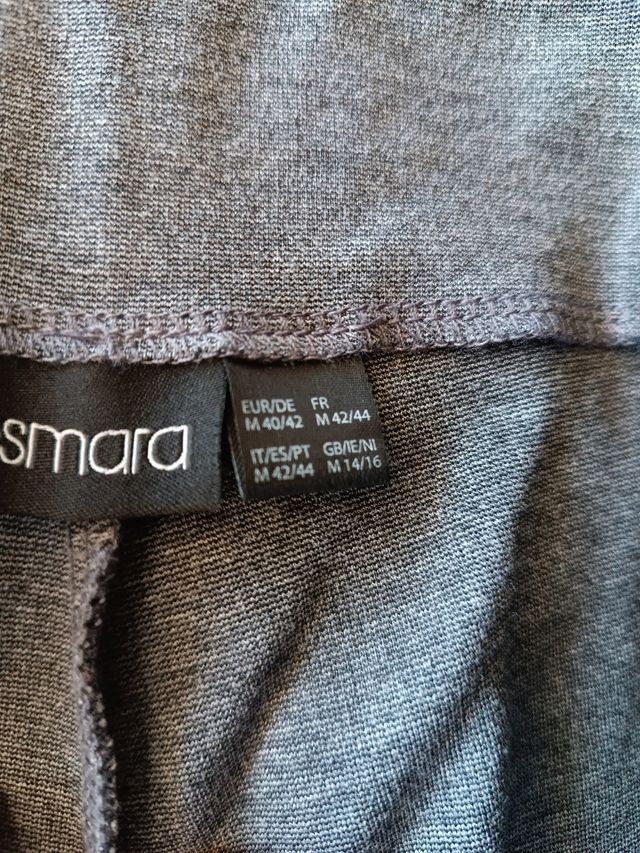 smara
EUR/DE FR
M 40/42 M 42/44
IT/ES/PT GB/IE/NI
M 42/44 M 14/16